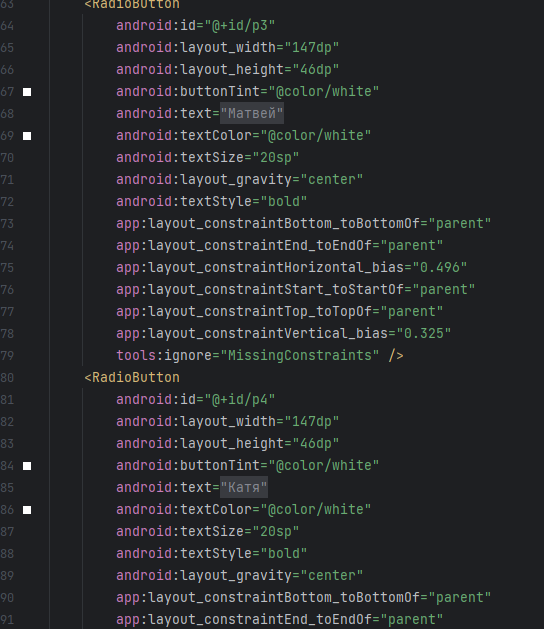 63 <RadioButton
64 android:id="@+id/p3"
65 android:layout_width="147dp"
66 android:layout_height="46dp"
67 android:buttonTint="@color/white"
68 android:text="Матвей"
69 android:textColor="@color/white"
70 android:textSize="20sp"
71 android:layout_gravity="center"
72 android:textStyle="bold"
73 app:layout_constraintBottom_toBottomOf="parent"
74 app:layout_constraintEnd_toEndOf="parent"
75 app:layout_constraintHorizontal_bias="0.496"
76 app:layout_constraintStart_toStartOf="parent"
77 app:layout_constraintTop_toTopOf="parent"
78 app:layout_constraintVertical_bias="0.325"
79 tools:ignore="MissingConstraints" />
80 <RadioButton
81 android:id="@+id/p4"
82 android:layout_width="147dp"
83 android:layout_height="46dp"
84 android:buttonTint="@color/white"
85 android:text="Катя"
86 android:textColor="@color/white"
87 android:textSize="20sp"
88 android:textStyle="bold"
89 android:layout_gravity="center"
90 app:layout_constraintBottom_toBottomOf="parent"
91 app:layout_constraintEnd_toEndOf="parent"